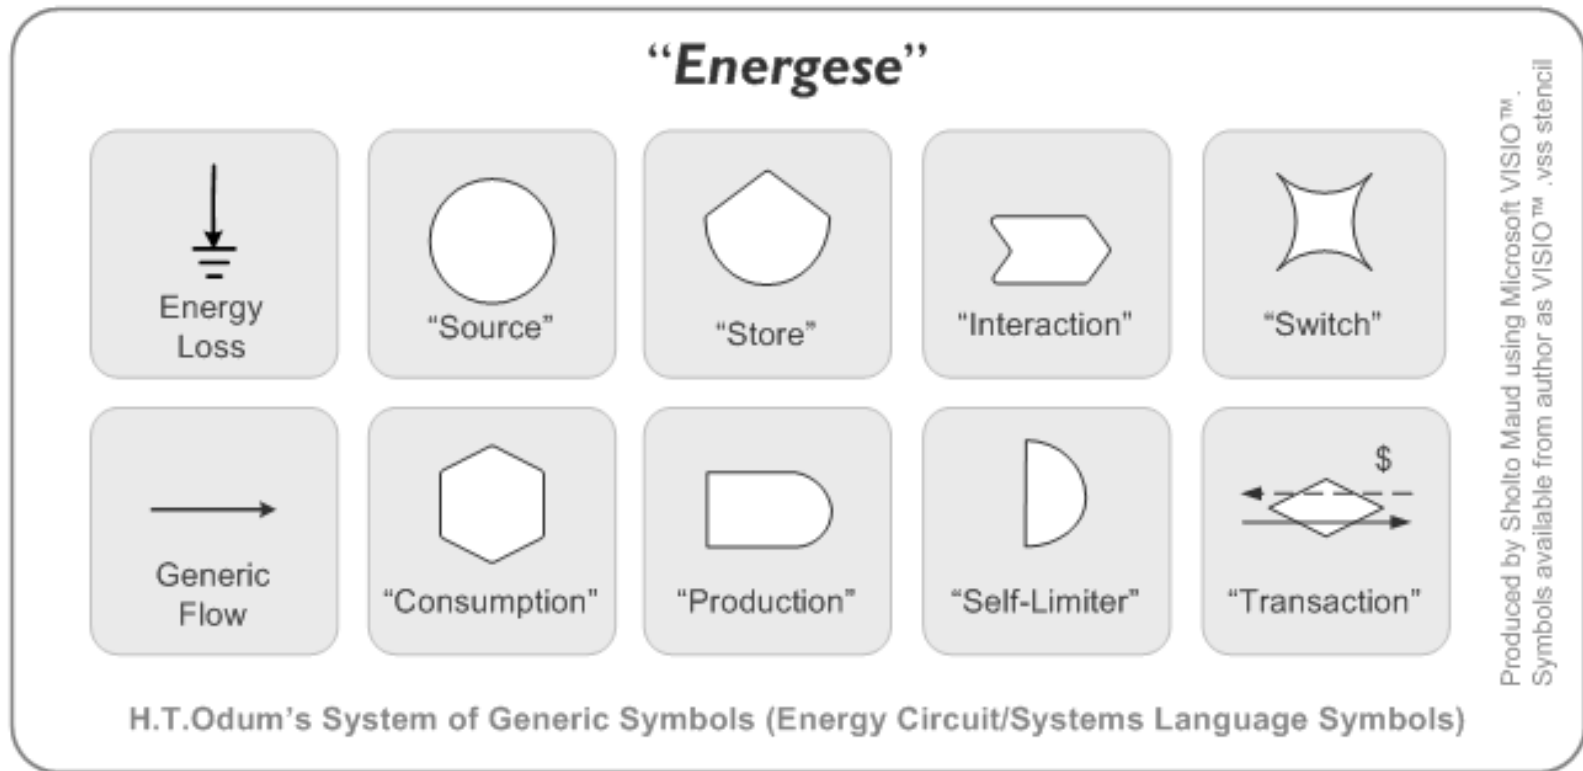 “Energese”
Energy
Loss
“Source”
“Store”
“Interaction”
“Switch”
Generic
Flow
“Consumption”
“Production”
“Self-Limiter”
$
“Transaction”
H.T.Odum’s System of Generic Symbols (Energy Circuit/Systems Language Symbols)
Produced by Sholto Maud using Microsoft VISIO™.
Symbols available from author as VISIO™ .vss stencil